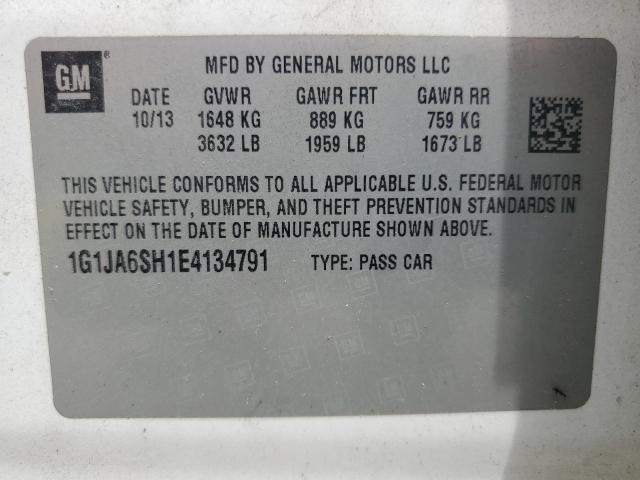 GM
MFD BY GENERAL MOTORS LLC
DATE GVWR GAWR FRT GAWR RR
10/13 1648 KG 889 KG 759 KG
3632 LB 1959 LB 1673 LB
THIS VEHICLE CONFORMS TO ALL APPLICABLE U.S. FEDERAL MOTOR
VEHICLE SAFETY, BUMPER, AND THEFT PREVENTION STANDARDS IN
EFFECT ON THE DATE OF MANUFACTURE SHOWN ABOVE.
1G1JA6SH1E4134791 TYPE: PASS CAR